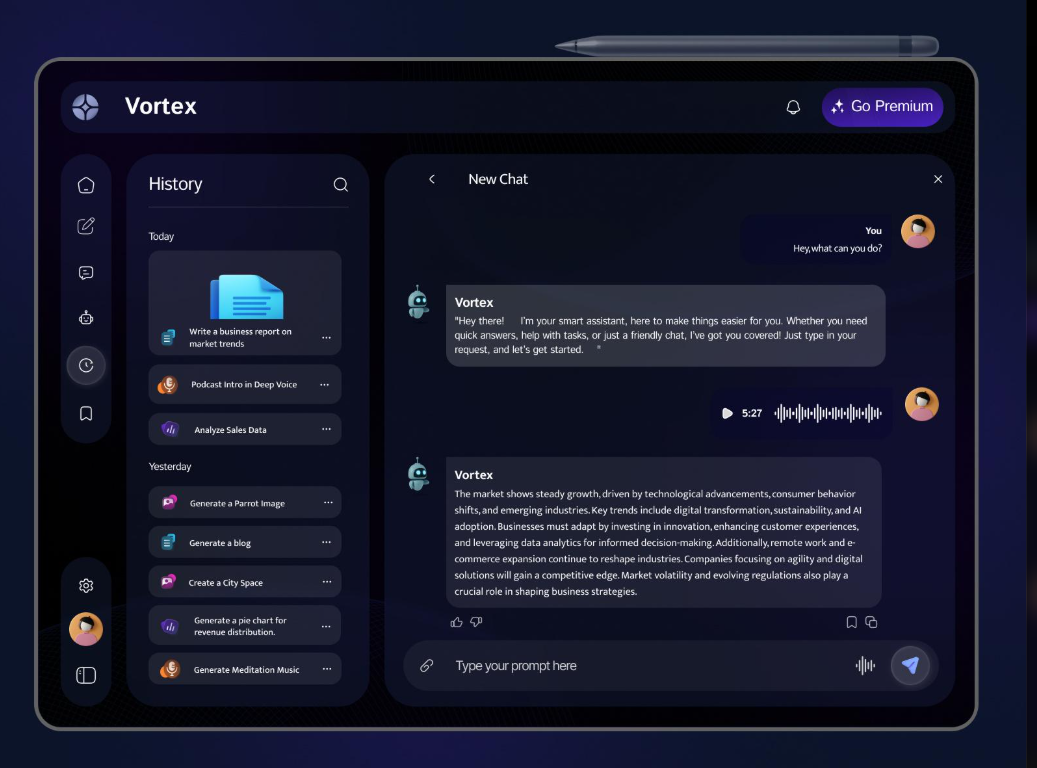 Vortex
Go Premium
History
Today
Write a business report on
market trends
Podcast Intro in Deep Voice
Analyze Sales Data
Yesterday
Generate a Parrot Image
Generate a blog
Create a City Space
Generate a pie chart for
revenue distribution.
Generate Meditation Music
New Chat
You
Hey,what can you do?
Vortex
"Hey there! I'm your smart assistant, here to make things easier for you. Whether you need
quick answers, help with tasks, or just a friendly chat, I've got you covered! Just type in your
request, and let's get started. "
5:27
Vortex
The market shows steady growth,driven by technological advancements,consumer behavior
shifts,and emerging industries.Key trends include digital transformation,sustainability,and AI
adoption.Businesses must adapt by investing in innovation,enhancing customer experiences,
and leveraging data analytics for informed decision-making. Additionally,remote work and e-
commerce expansion continue to reshape industries.Companies focusing on agility and digital
solutions will gain a competitive edge.Market volatility and evolving regulations also play a
crucial role in shaping business strategies.
Type your prompt here